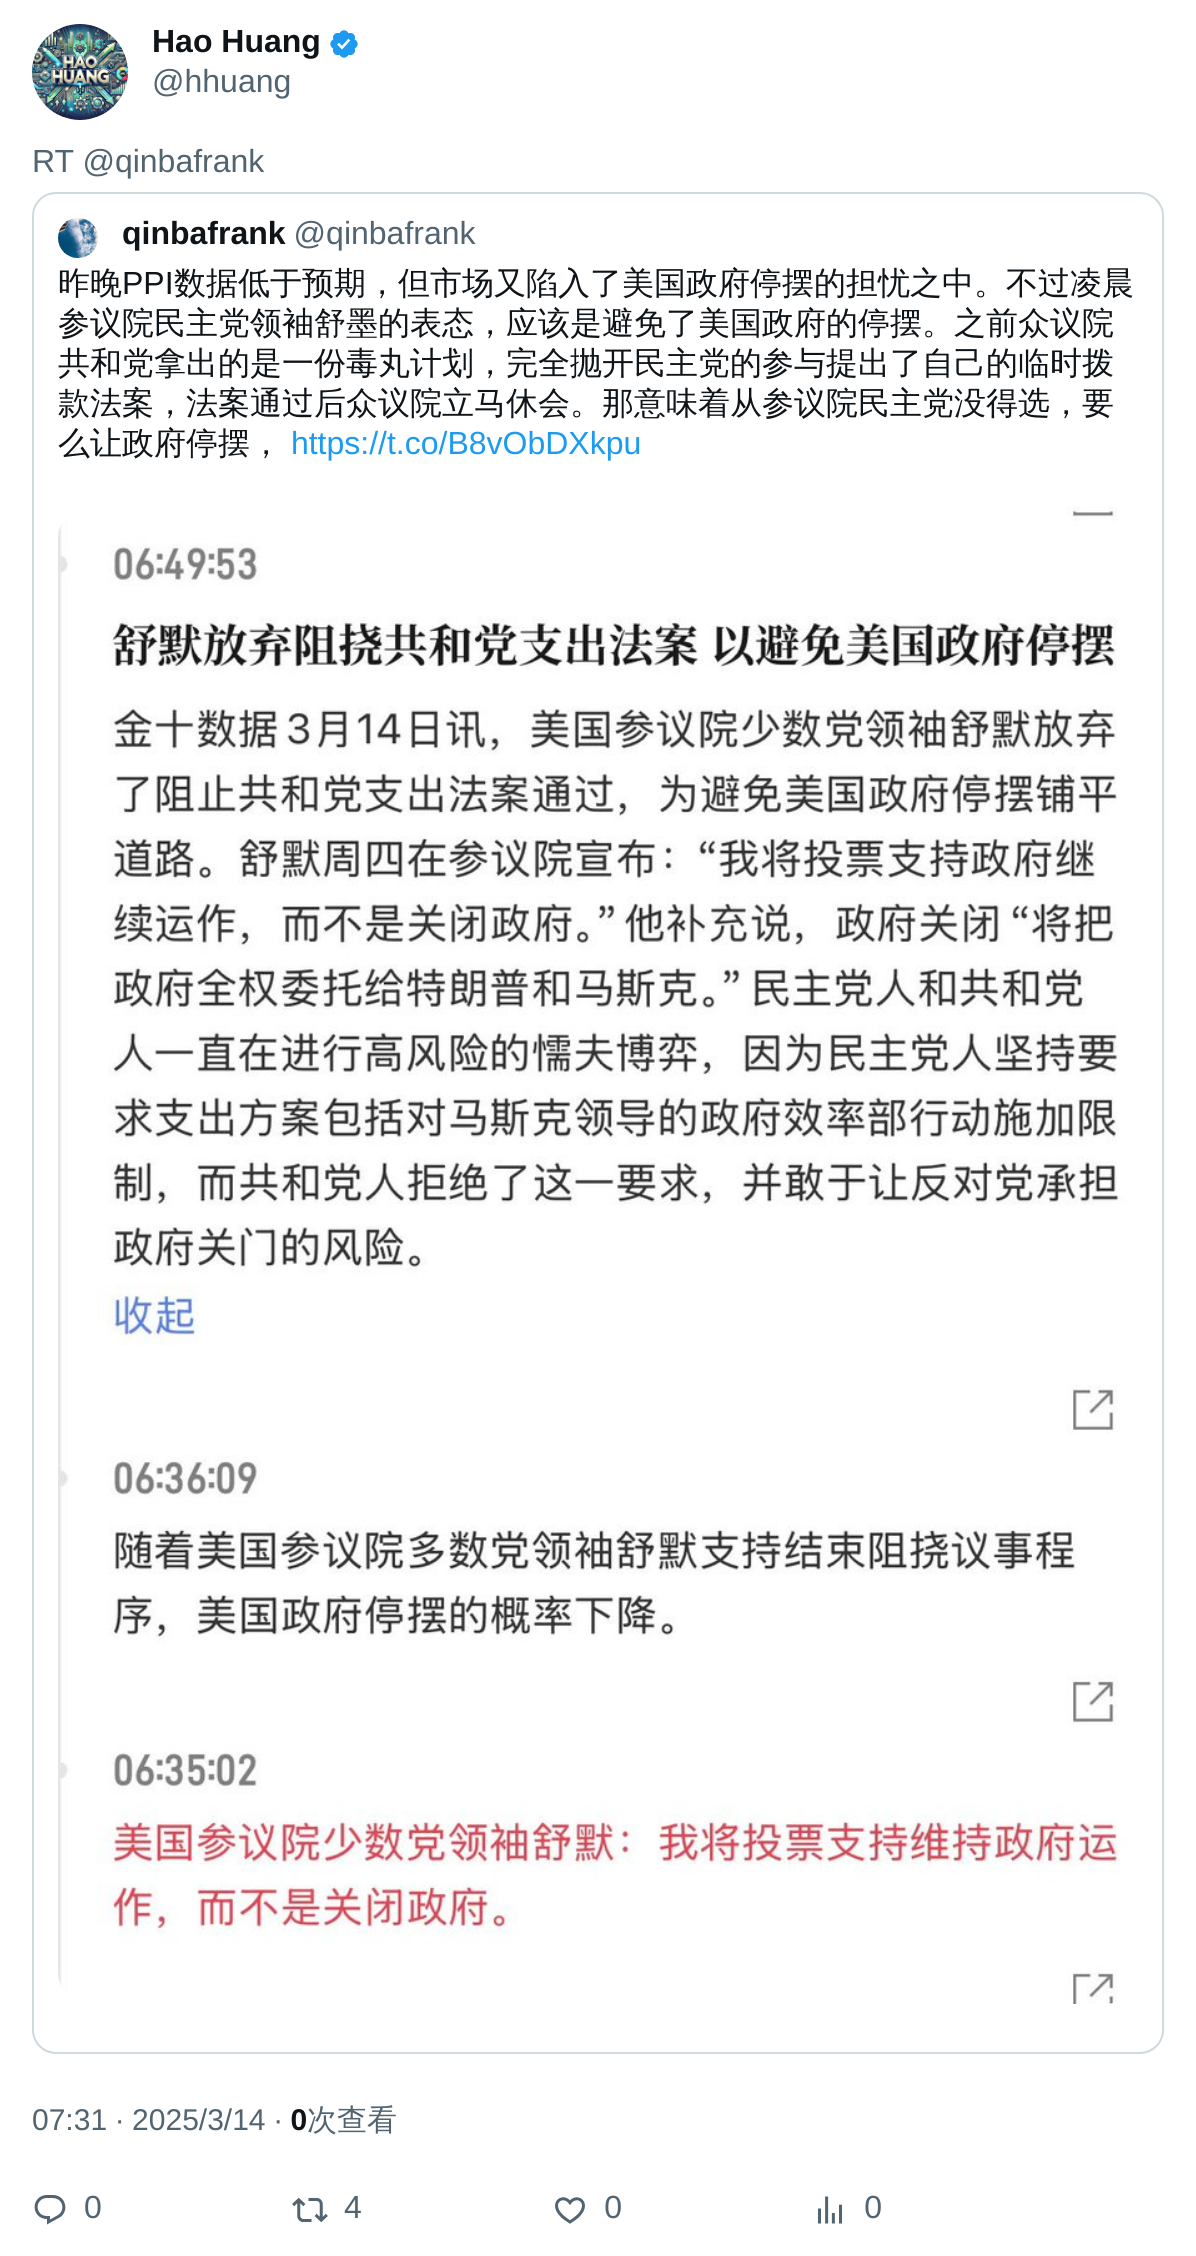 HAO
HUANG
Hao Huang
@hhuang
RT @qinbafrank
qinbafrank @qinbafrank
昨晚PPI数据低于预期，但市场又陷入了美国政府停摆的担忧之中。不过凌晨
参议院民主党领袖舒墨的表态，应该是避免了美国政府的停摆。之前众议院
共和党拿出的是一份毒丸计划，完全抛开民主党的参与提出了自己的临时拨
款法案，法案通过后众议院立马休会。那意味着从参议院民主党没得选，要
么让政府停摆， https://t.co/B8vObDXkpu
06:49:53
舒默放弃阻挠共和党支出法案 以避免美国政府停摆
金十数据3月14日讯，美国参议院少数党领袖舒默放弃
了阻止共和党支出法案通过，为避免美国政府停摆铺平
道路。舒默周四在参议院宣布：“我将投票支持政府继
续运作，而不是关闭政府。”他补充说，政府关闭“将把
政府全权委托给特朗普和马斯克。”民主党人和共和党
人一直在进行高风险的懦夫博弈，因为民主党人坚持要
求支出方案包括对马斯克领导的政府效率部行动施加限
制，而共和党人拒绝了这一要求，并敢于让反对党承担
政府关门的风险。
收起
06:36:09
随着美国参议院多数党领袖舒默支持结束阻挠议事程
序，美国政府停摆的概率下降。
06:35:02
美国参议院少数党领袖舒默：我将投票支持维持政府运
作，而不是关闭政府。
07:31 · 2025/3/14 · 0次查看
0 4 0 0